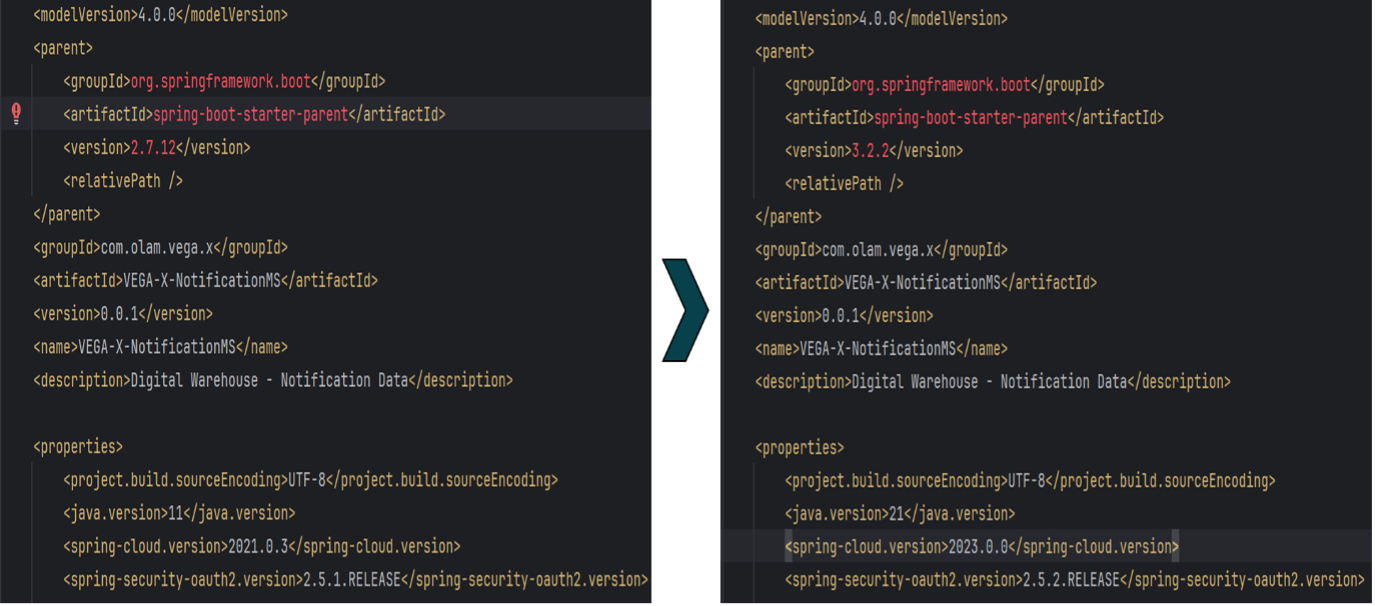 <modelVersion>4.0.0</modelVersion>
<parent>
<groupId>org.springframework.boot</groupId>
<artifactId>spring-boot-starter-parent</artifactId>
<version>2.7.12</version>
<relativePath />
</parent>
<groupId>com.olam.vega.x</groupId>
<artifactId>VEGA-X-NotificationMS</artifactId>
<version>0.0.1</version>
<name>VEGA-X-NotificationMS</name>
<description>Digital Warehouse - Notification Data</description>
<properties>
<project.build.sourceEncoding>UTF-8</project.build.sourceEncoding>
<java.version>11</java.version>
<spring-cloud.version>2021.0.3</spring-cloud.version>
<spring-security-oauth2.version>2.5.1.RELEASE</spring-security-oauth2.version>
<modelVersion>4.0.0</modelVersion>
<parent>
<groupId>org.springframework.boot</groupId>
<artifactId>spring-boot-starter-parent</artifactId>
<version>3.2.2</version>
<relativePath />
</parent>
<groupId>com.olam.vega.x</groupId>
<artifactId>VEGA-X-NotificationMS</artifactId>
<version>0.0.1</version>
<name>VEGA-X-NotificationMS</name>
<description>Digital Warehouse - Notification Data</description>
<properties>
<project.build.sourceEncoding>UTF-8</project.build.sourceEncoding>
<java.version>21</java.version>
<spring-cloud.version>2023.0.0</spring-cloud.version>
<spring-security-oauth2.version>2.5.2.RELEASE</spring-security-oauth2.version>